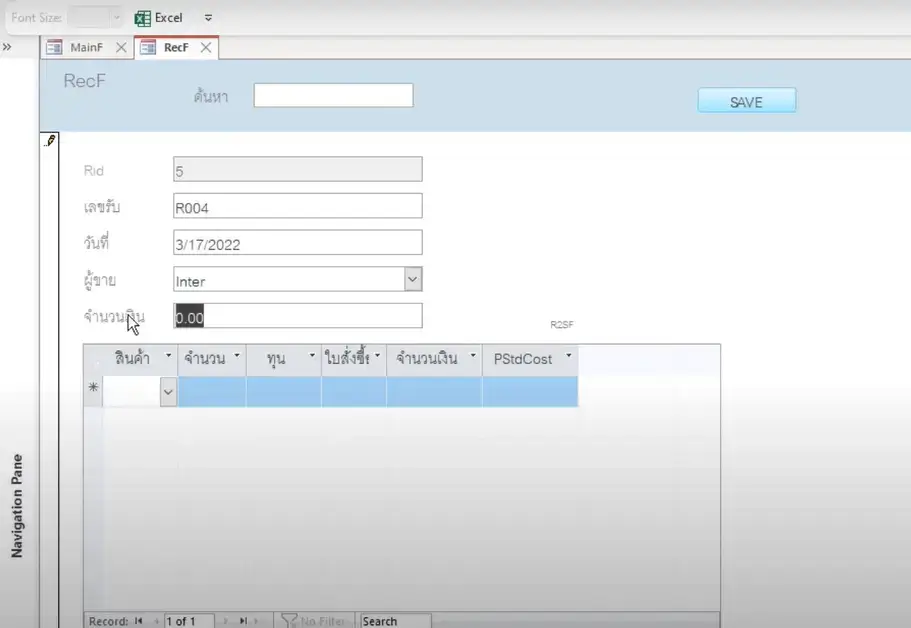 Font Size: Excel
» MainF RecF
RecF
ค้นหา SAVE
Rid 5
เลขรับ R004
วันที่ 3/17/2022
ผู้ขาย Inter
จำนวนเงิน 0.00
R2SF
สินค้า จำนวน ทุน ใบสั่งซื้ จำนวนเงิน PStdCost
*
Navigation Pane
Record: 1 of 1 No Filter Search